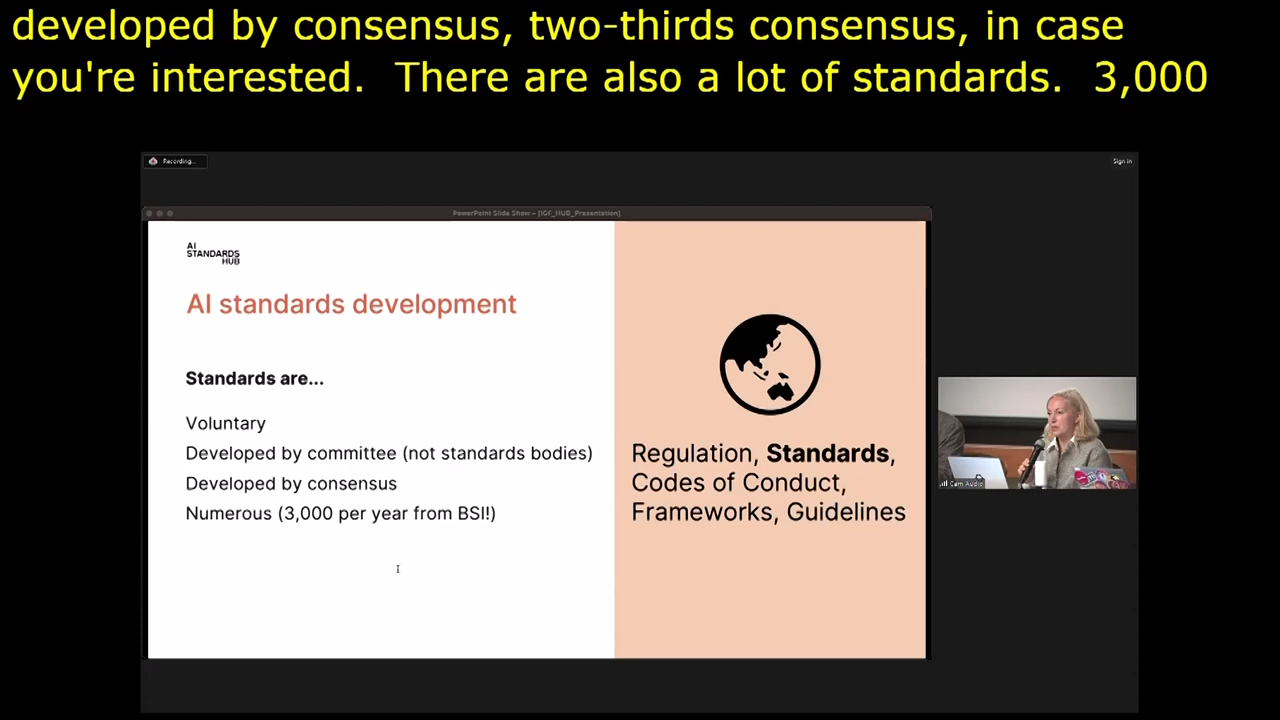 developed by consensus, two-thirds consensus, in case
you're interested.  There are also a lot of standards.  3,000
Recording...
Sign in
PowerPoint Slide Show - [IGF_HUB_Presentation]
AI
STANDARDS
HUB
AI standards development
Standards are...
Voluntary
Developed by committee (not standards bodies)
Developed by consensus
Numerous (3,000 per year from BSI!)
Regulation, Standards,
Codes of Conduct,
Frameworks, Guidelines
Cam Audio